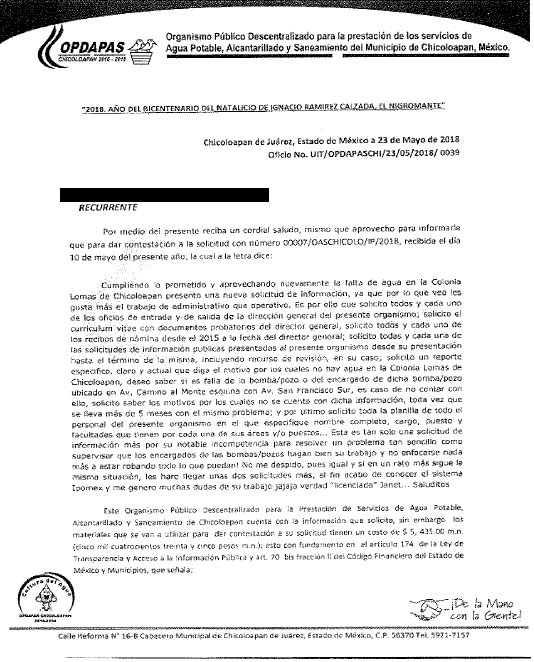 OPDAPAS
CHICOLOAPAN 2016 - 2018
Organismo Público Descentralizado para la prestación de los servicios de
Agua Potable, Alcantarillado y Saneamiento del Municipio de Chicoloapan, México.
"2018. AÑO DEL BICENTENARIO DEL NATALICIO DE IGNACIO RAMIREZ CALZADA, EL NIGROMANTE"
Chicoloapan de Juárez, Estado de México a 23 de Mayo de 2018
Oficio No. UIT/OPDAPASCHI/23/05/2018/ 0039
RECURRENTE
Por medio del presente reciba un cordial saludo, mismo que aprovecho para informarle
que para dar contestación a la solicitud con número 00007/OASCHICOLO/IP/2018, recibida el día
10 de mayo del presente año, la cual a la letra dice:
Cumpliendo lo prometido y aprovechando nuevamente la falta de agua en la Colonia
Lomas de Chicoloapan presento una nueva solicitud de información, ya que por lo que veo les
gusta más el trabajo de administrativo que operativo. Es por ello que solicito todos y cada uno
de los oficios de entrada y de salida de la dirección general del presente organismo; solicito el
curriculum vitae con documentos probatorios del director general, solicito todos y cada uno de
los recibos de nómina desde el 2015 a la fecha del director general; solicito todas y cada una de
las solicitudes de información publicas presentadas al presente organismo desde su presentación
hasta el término de la misma, incluyendo recurso de revisión, en su caso; solicito un reporte
especifico, claro y actual que diga el motivo por los cuales no hay agua en la Colonia Lomas de
Chicoloapan, deseo saber si es falla de la bomba/pozo o del encargado de dicha bomba/pozo
ubicado en Av. Camino al Monte esquina con Av. San Francisco Sur, es caso de no contar con
ello, solicito saber los motivos por los cuales no se cuenta con dicha información, toda vez que
se lleva más de 5 meses con el mismo problema; y por ultimo solicito toda la planilla de todo el
personal del presente organismo en el que especifique nombre completo, cargo, puesto y
facultades que tienen por cada una de sus áreas y/o puestos... Esta es tan solo una solicitud de
información más por su notable incompetencia para resolver un problema tan sencillo como
supervisar que los encargados de las bombas/pozos hagan bien su trabajo y no enfocarse nada
más a estar robando todo lo que puedan! No me despido, pues igual y si en un rato más sigue la
misma situación, les hare llegar unas dos solicitudes más, el fin acabo de conocer el sistema
Ipomex y me genero muchas dudas de su trabajo jajaja verdad "licenciada" Janet... Saluditos
Este Organismo Público Descentralizado para la Prestación de Servicios de Agua Potable,
Alcantarillado y Saneamiento de Chicoloapan cuenta con la información que solicita, sin embargo los
materiales que se van a utilizar para dar contestación a su solicitud tienen un costo de $ 5, 435.00 m.n.
(cinco mil cuatrocientos treinta y cinco pesos m.n.); esto con fundamento en el artículo 174 de la Ley de
Transparencia y Acceso a la Información Pública y art. 70 bis fracción II del Código Financiero del Estado de
México y Municipios, que señala:
Cultura del Agua
OPDAPAS CHICOLOAPAN
2016-2018
¡De la Mano
con la Gente!
Calle Reforma N° 16-B Cabecera Municipal de Chicoloapan de Juárez, Estado de México, C.P. 56370 Tel. 5921-7157